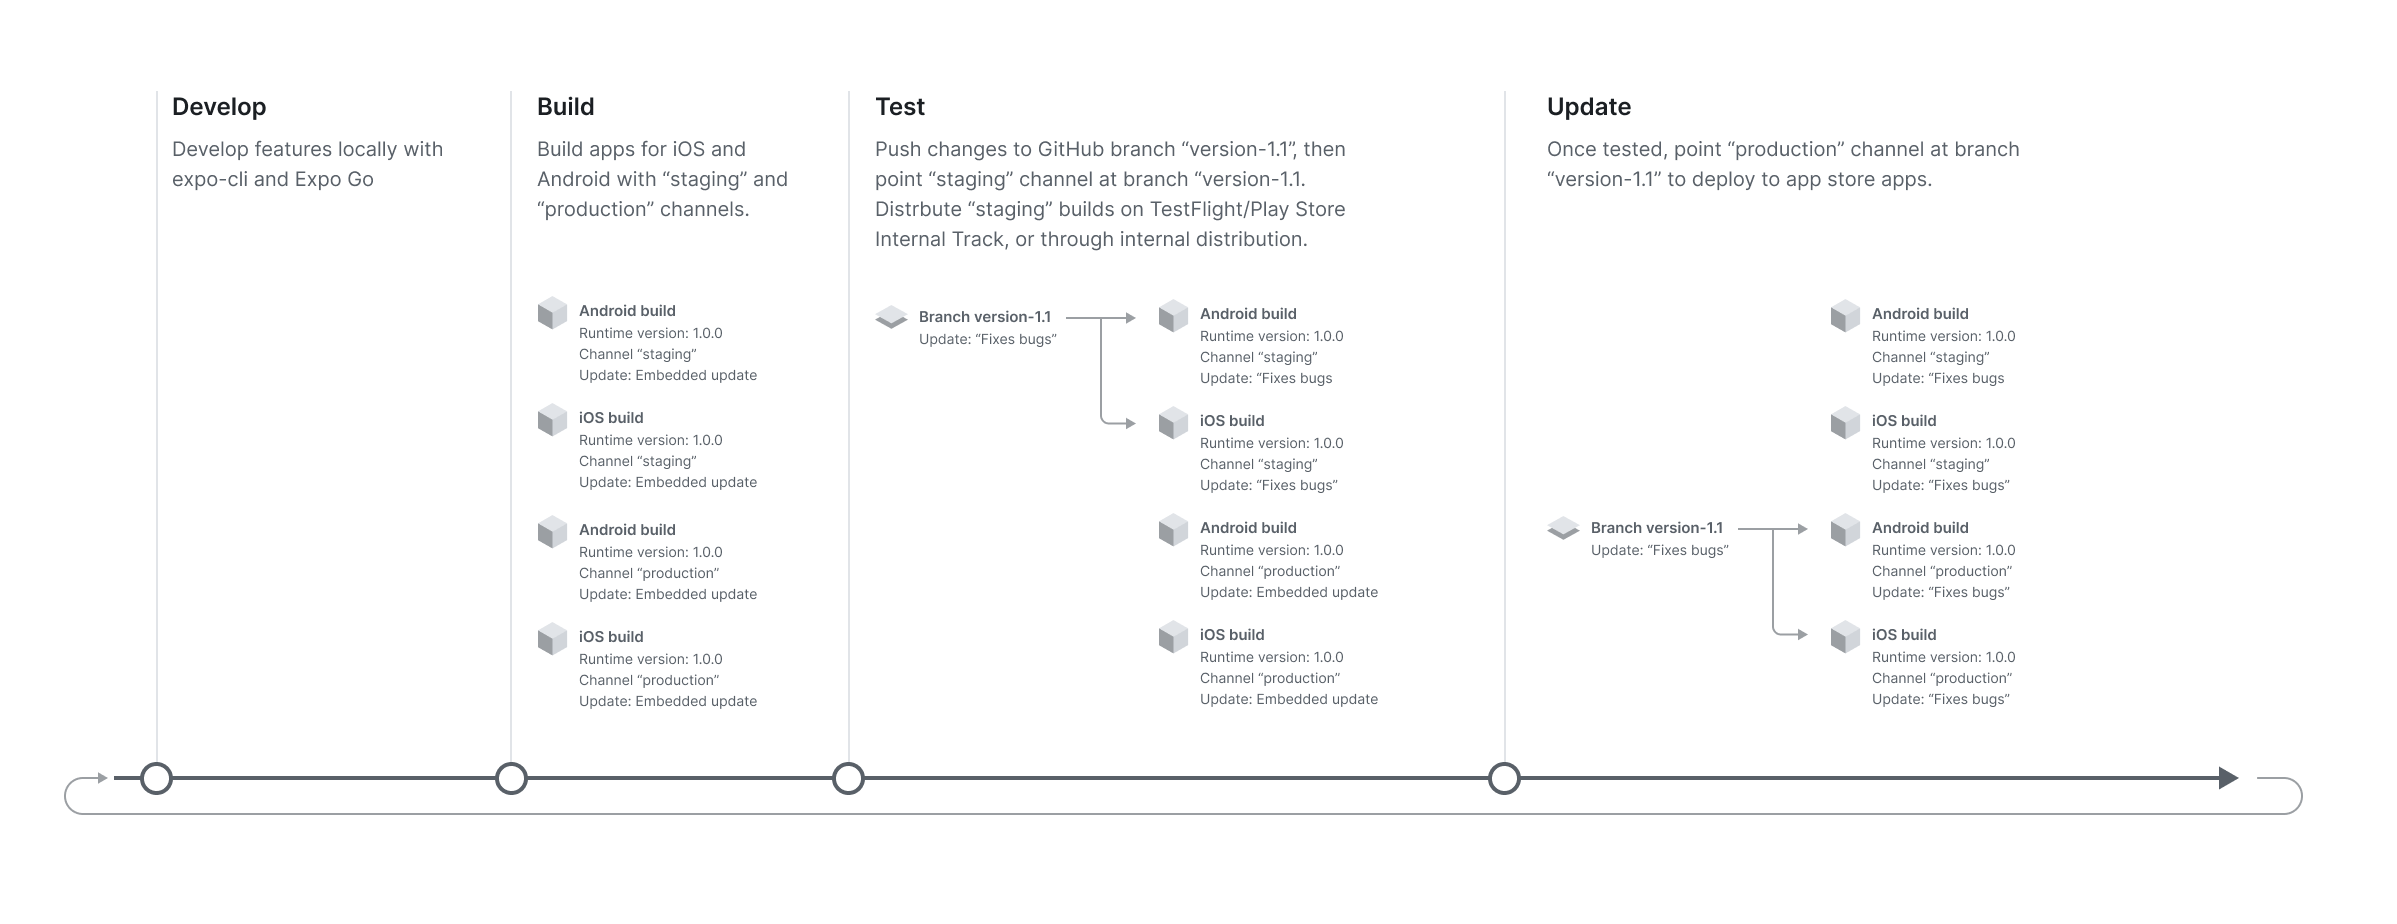 Develop
Develop features locally with
expo-cli and Expo Go
Build
Build apps for iOS and
Android with “staging” and
“production” channels.
Android build
Runtime version: 1.0.0
Channel “staging”
Update: Embedded update
iOS build
Runtime version: 1.0.0
Channel “staging”
Update: Embedded update
Android build
Runtime version: 1.0.0
Channel “production”
Update: Embedded update
iOS build
Runtime version: 1.0.0
Channel “production”
Update: Embedded update
Test
Push changes to GitHub branch “version-1.1”, then
point “staging” channel at branch “version-1.1.
Distrbute “staging” builds on TestFlight/Play Store
Internal Track, or through internal distribution.
Branch version-1.1
Update: “Fixes bugs”
Android build
Runtime version: 1.0.0
Channel “staging”
Update: “Fixes bugs
iOS build
Runtime version: 1.0.0
Channel “staging”
Update: “Fixes bugs”
Android build
Runtime version: 1.0.0
Channel “production”
Update: Embedded update
iOS build
Runtime version: 1.0.0
Channel “production”
Update: Embedded update
Update
Once tested, point “production” channel at branch
“version-1.1” to deploy to app store apps.
Android build
Runtime version: 1.0.0
Channel “staging”
Update: “Fixes bugs
iOS build
Runtime version: 1.0.0
Channel “staging”
Update: “Fixes bugs”
Branch version-1.1
Update: “Fixes bugs”
Android build
Runtime version: 1.0.0
Channel “production”
Update: “Fixes bugs”
iOS build
Runtime version: 1.0.0
Channel “production”
Update: “Fixes bugs”